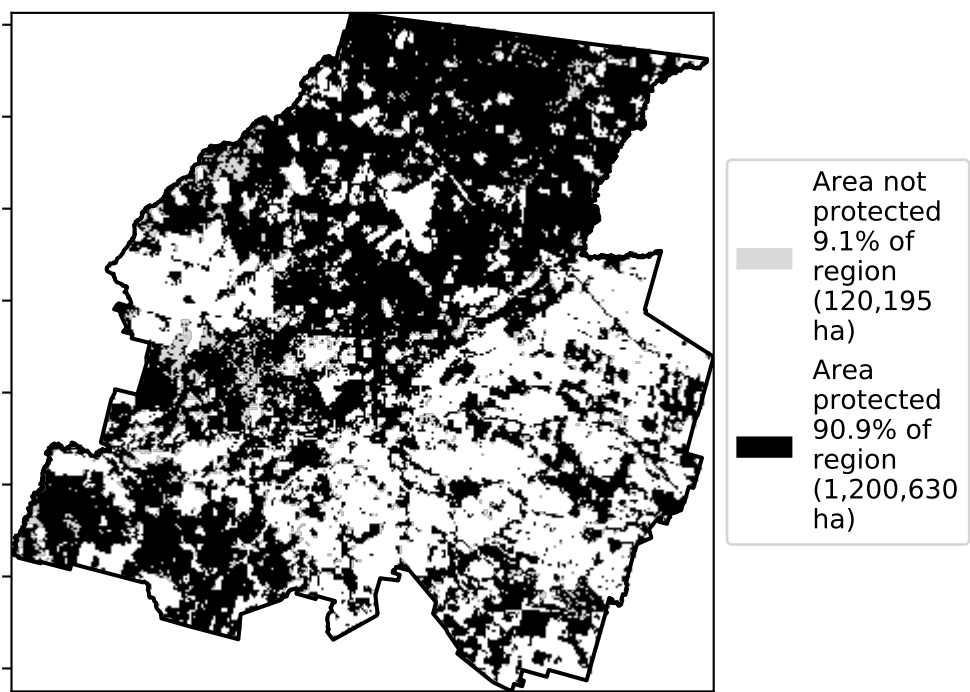 Area not
protected
9.1% of
region
(120,195
ha)
Area
protected
90.9% of
region
(1,200,630
ha)